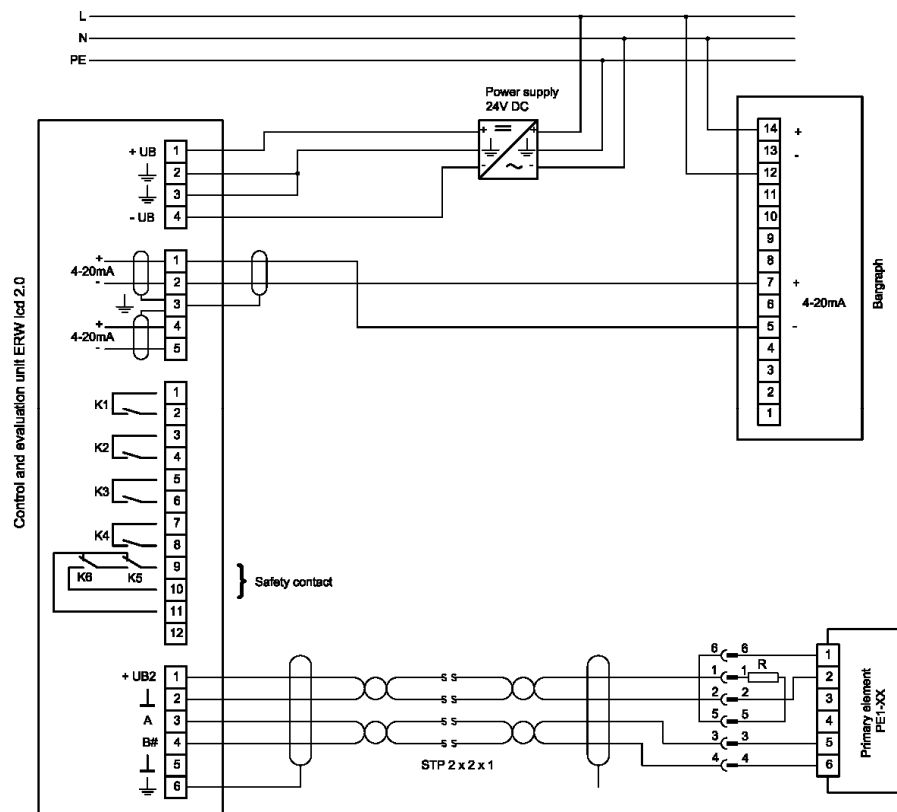 L
N
PE
Power supply
24V DC
+
+
-
~
-
Control and evaluation unit ERW lcd 2.0
+ UB
1
2
3
- UB
4
+
4-20mA
-
1
2
3
+
4-20mA
-
4
5
K1
1
2
K2
3
4
K3
5
6
K4
7
8
K6
K5
9
10
11
12
Safety contact
+ UB2
1
2
A
3
B#
4
5
6
S S
S S
S S
S S
STP 2 x 2 x 1
14
+
13
-
12
11
10
9
8
7
+
6
4-20mA
5
-
4
3
2
1
Bargraph
6 6
1 1 R
2 2
5 5
3 3
4 4
1
2
3
4
5
6
Primary element
PE1-XX